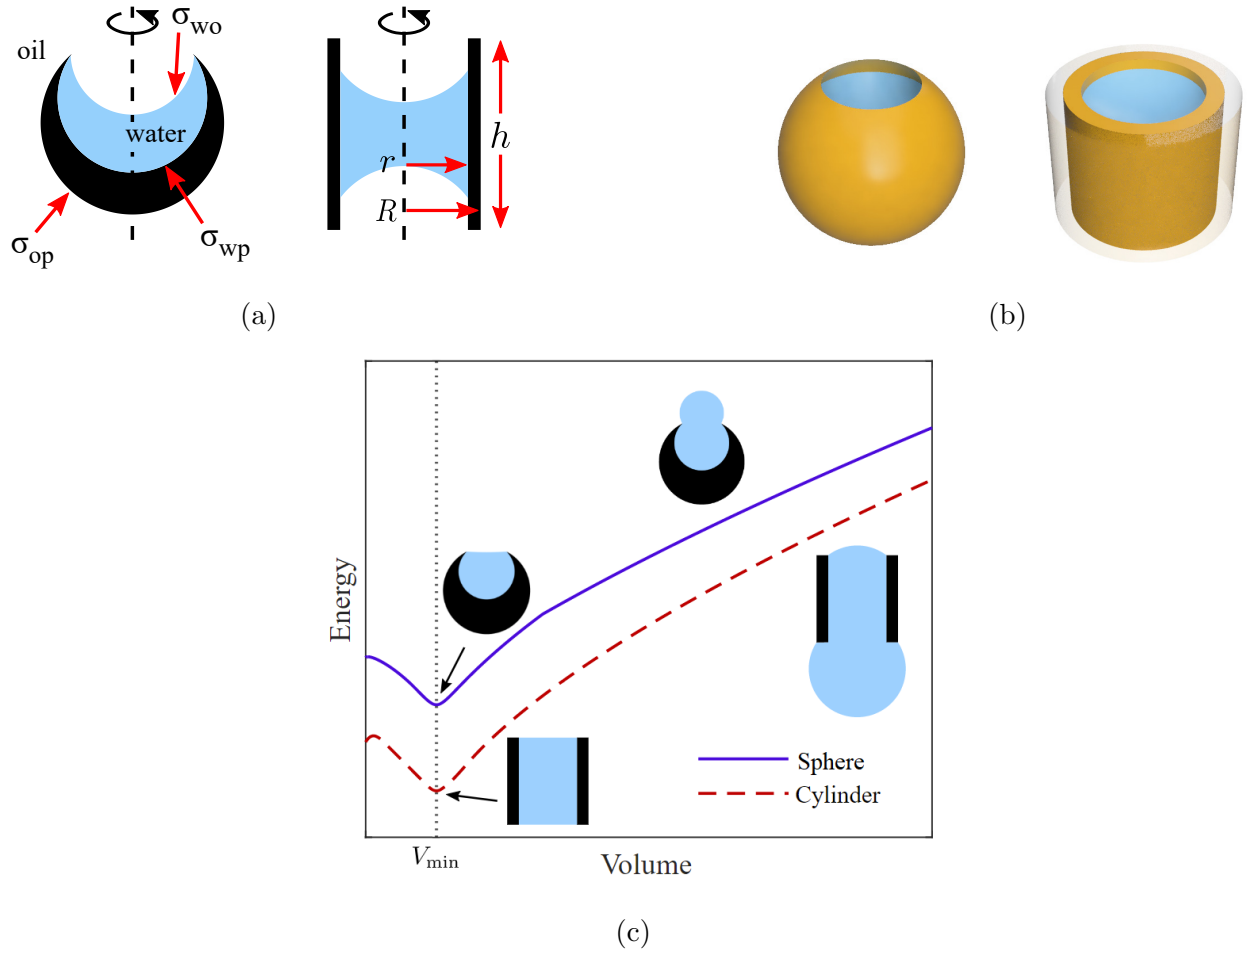 oil
σwo
water
σop
σwp
r
R
h
(a)
(b)
Energy
Sphere
Cylinder
Vmin
Volume
(c)